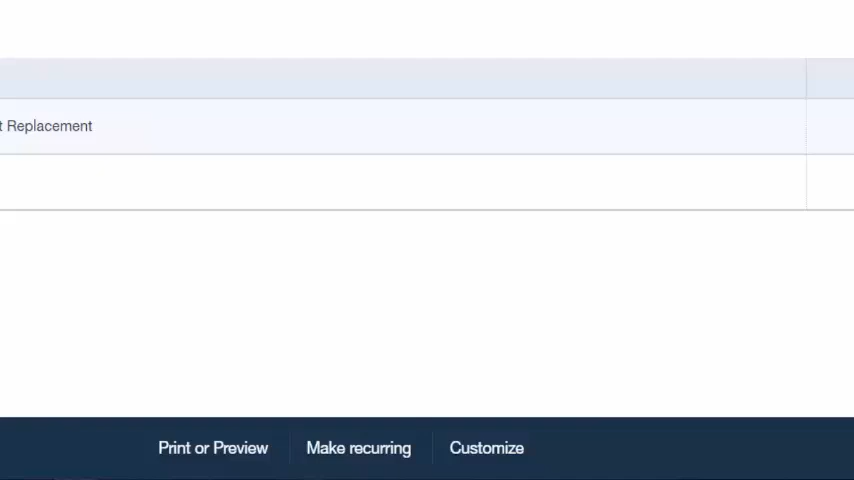 t Replacement
Print or Preview
Make recurring
Customize